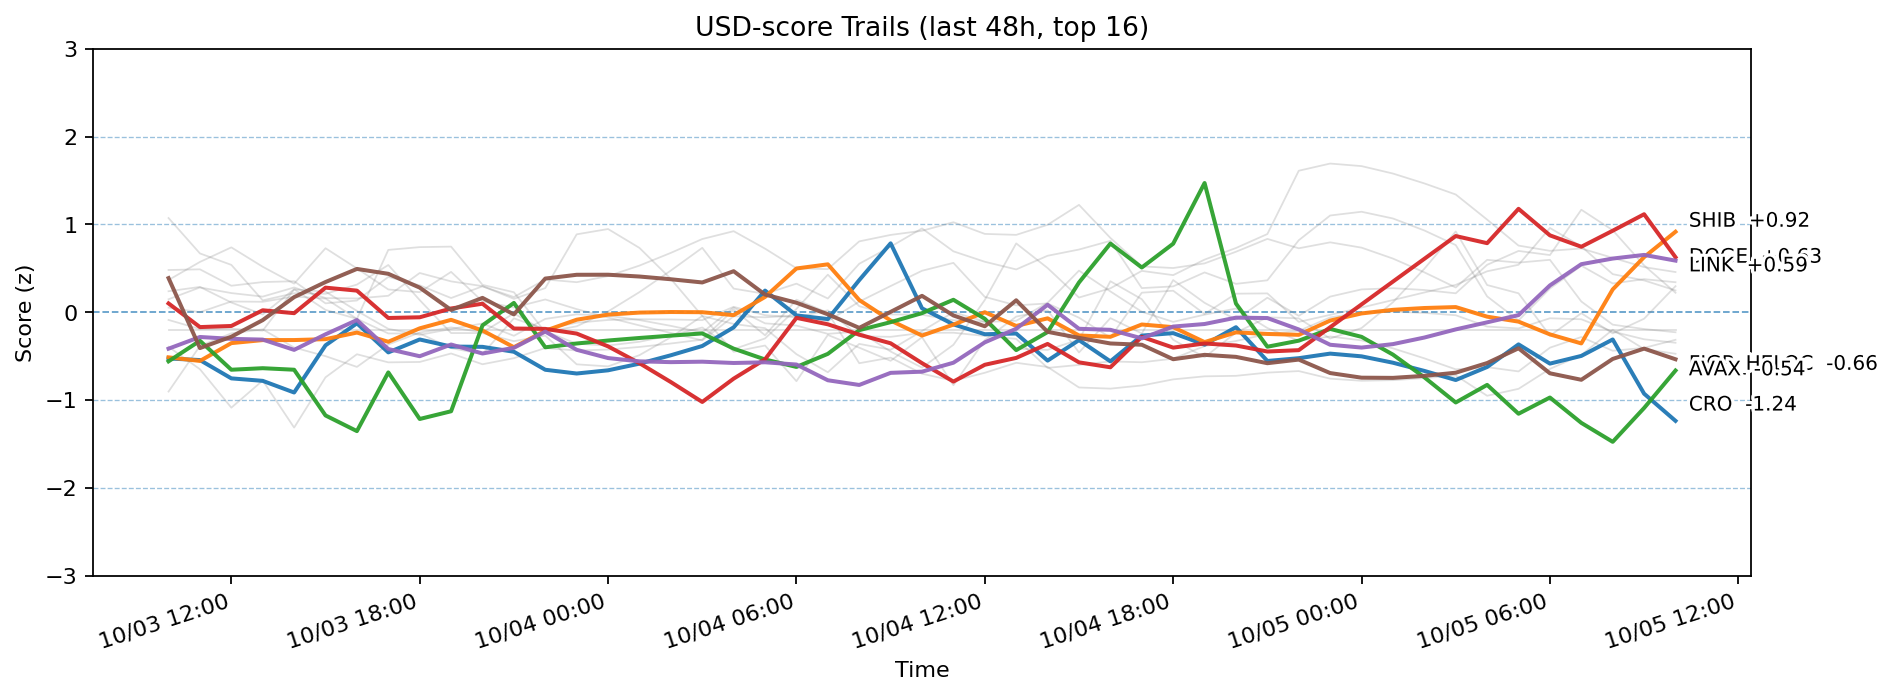 USD-score Trails (last 48h, top 16)
Score (z)
3
2
1
0
−1
−2
−3
SHIB +0.92
DOGE +0.63
LINK +0.59
-0.66
AVAX -0.54
CRO -1.24
10/03 12:00
10/03 18:00
10/04 00:00
10/04 06:00
10/04 12:00
10/04 18:00
10/05 00:00
10/05 06:00
10/05 12:00
Time